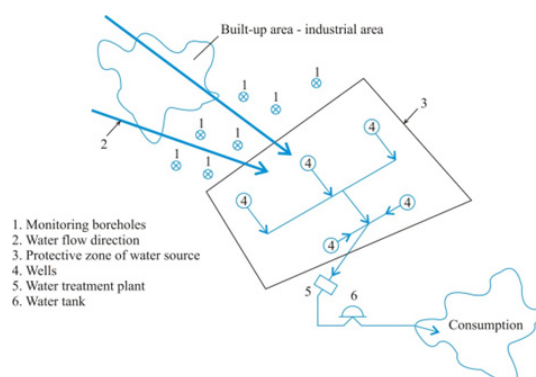 Built-up area - industrial area
1
1
1
3
1
1
4
2
1
1
4
4
4
4
1. Monitoring boreholes
2. Water flow direction
3. Protective zone of water source
4. Wells
5. Water treatment plant
6. Water tank
5
6
Consumption